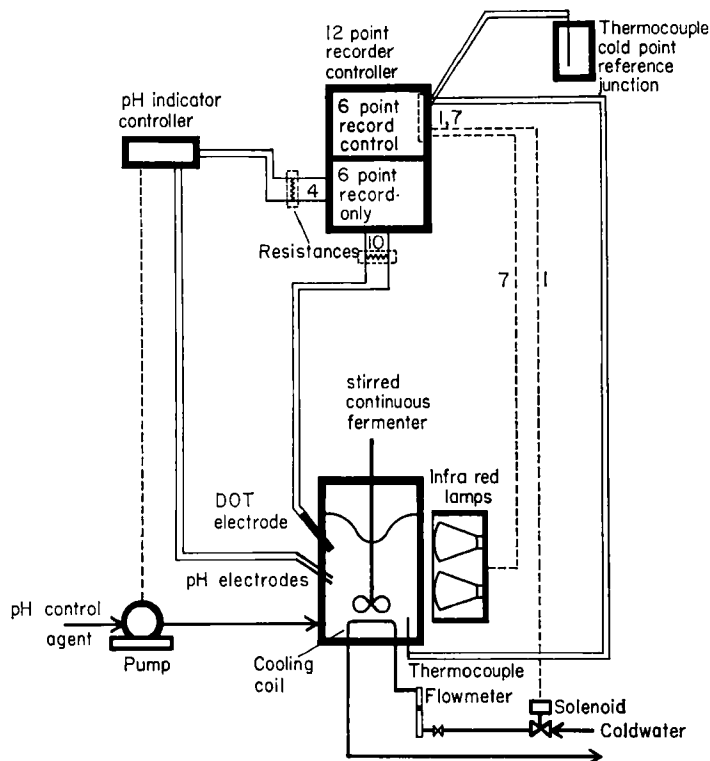 12 point
recorder
controller
Thermocouple
cold point
reference
junction
pH indicator
controller
6 point
record
control
1,7
6 point
record-
only
4
Resistances
10
7
1
stirred
continuous
fermenter
Infra red
lamps
DOT
electrode
pH electrodes
pH control
agent
Pump
Cooling
coil
Thermocouple
Flowmeter
Solenoid
Coldwater